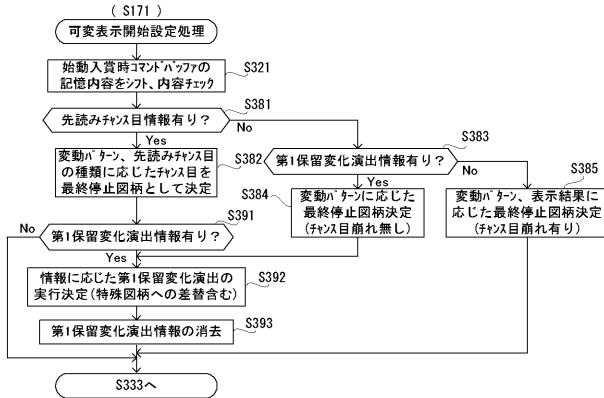 (S171)
可変表示開始設定処理
始動入賞時コマンドバッファの
記憶内容をシフト、内容チェック
S321
先読みチャンス目情報有り？
S381
Yes
No
変動パターン、先読みチャンス目
の種類に応じたチャンス目を
最終停止図柄として決定
S382
第1保留変化演出情報有り？
S383
Yes
No
変動パターンに応じた
最終停止図柄決定
(チャンス目崩れ無し)
S384
変動パターン、表示結果に
応じた最終停止図柄決定
(チャンス目崩れ有り)
S385
第1保留変化演出情報有り？
S391
No
Yes
情報に応じた第1保留変化演出の
実行決定(特殊図柄への差替含む)
S392
第1保留変化演出情報の消去
S393
S333へ